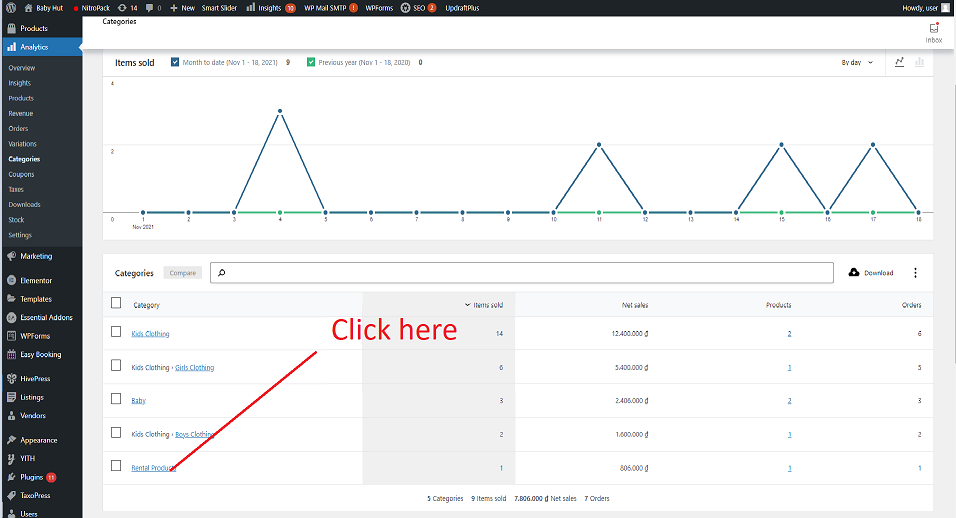 Baby Hut NitroPack 14 0 New Smart Slider Insights 10 WP Mail SMTP 1 WPForms SEO 2 UpdraftPlus Howdy, user
Products
Analytics
Overview
Insights
Products
Revenue
Orders
Variations
Categories
Coupons
Taxes
Downloads
Stock
Settings
Marketing
Elementor
Templates
Essential Addons
WPForms
Easy Booking
HivePress
Listings
Vendors
Appearance
YITH
Plugins 11
TaxoPress
Users
Categories
Inbox
Items sold Month to date (Nov 1 - 18, 2021) 9 Previous year (Nov 1 - 18, 2020) 0 By day
4
2
0
1 2 3 4 5 6 7 8 9 10 11 12 13 14 15 16 17 18
Nov 2021
Categories Compare Download
Category Items sold Net sales Products Orders
Click here
Kids Clothing 14 12.400.000 ₫ 2 6
Kids Clothing › Girls Clothing 6 5.400.000 ₫ 1 5
Baby 3 2.406.000 ₫ 2 3
Kids Clothing › Boys Clothing 2 1.600.000 ₫ 1 2
Rental Products 1 806.000 ₫ 1 1
5 Categories 9 Items sold 7.806.000 ₫ Net sales 7 Orders